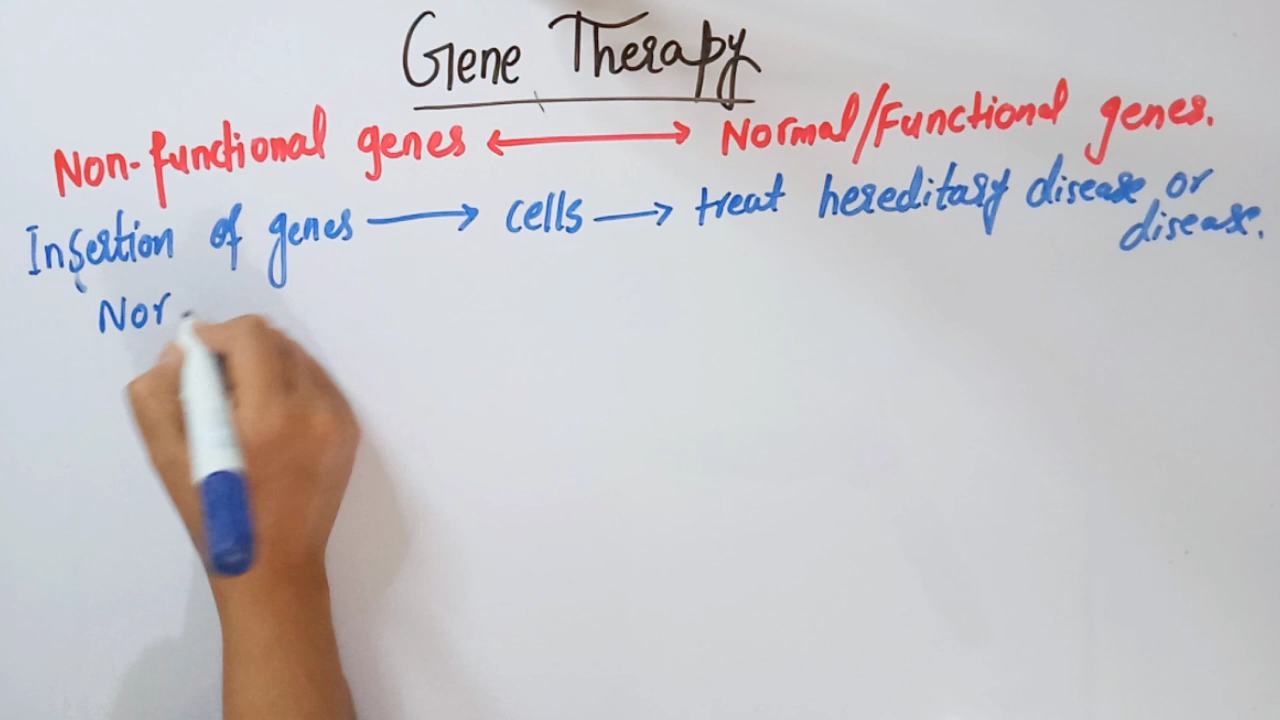 Gene Therapy
Non-functional genes ⟷ Normal/Functional genes.
Insertion of genes ⟶ cells ⟶ treat hereditary disease or
disease.
Nor